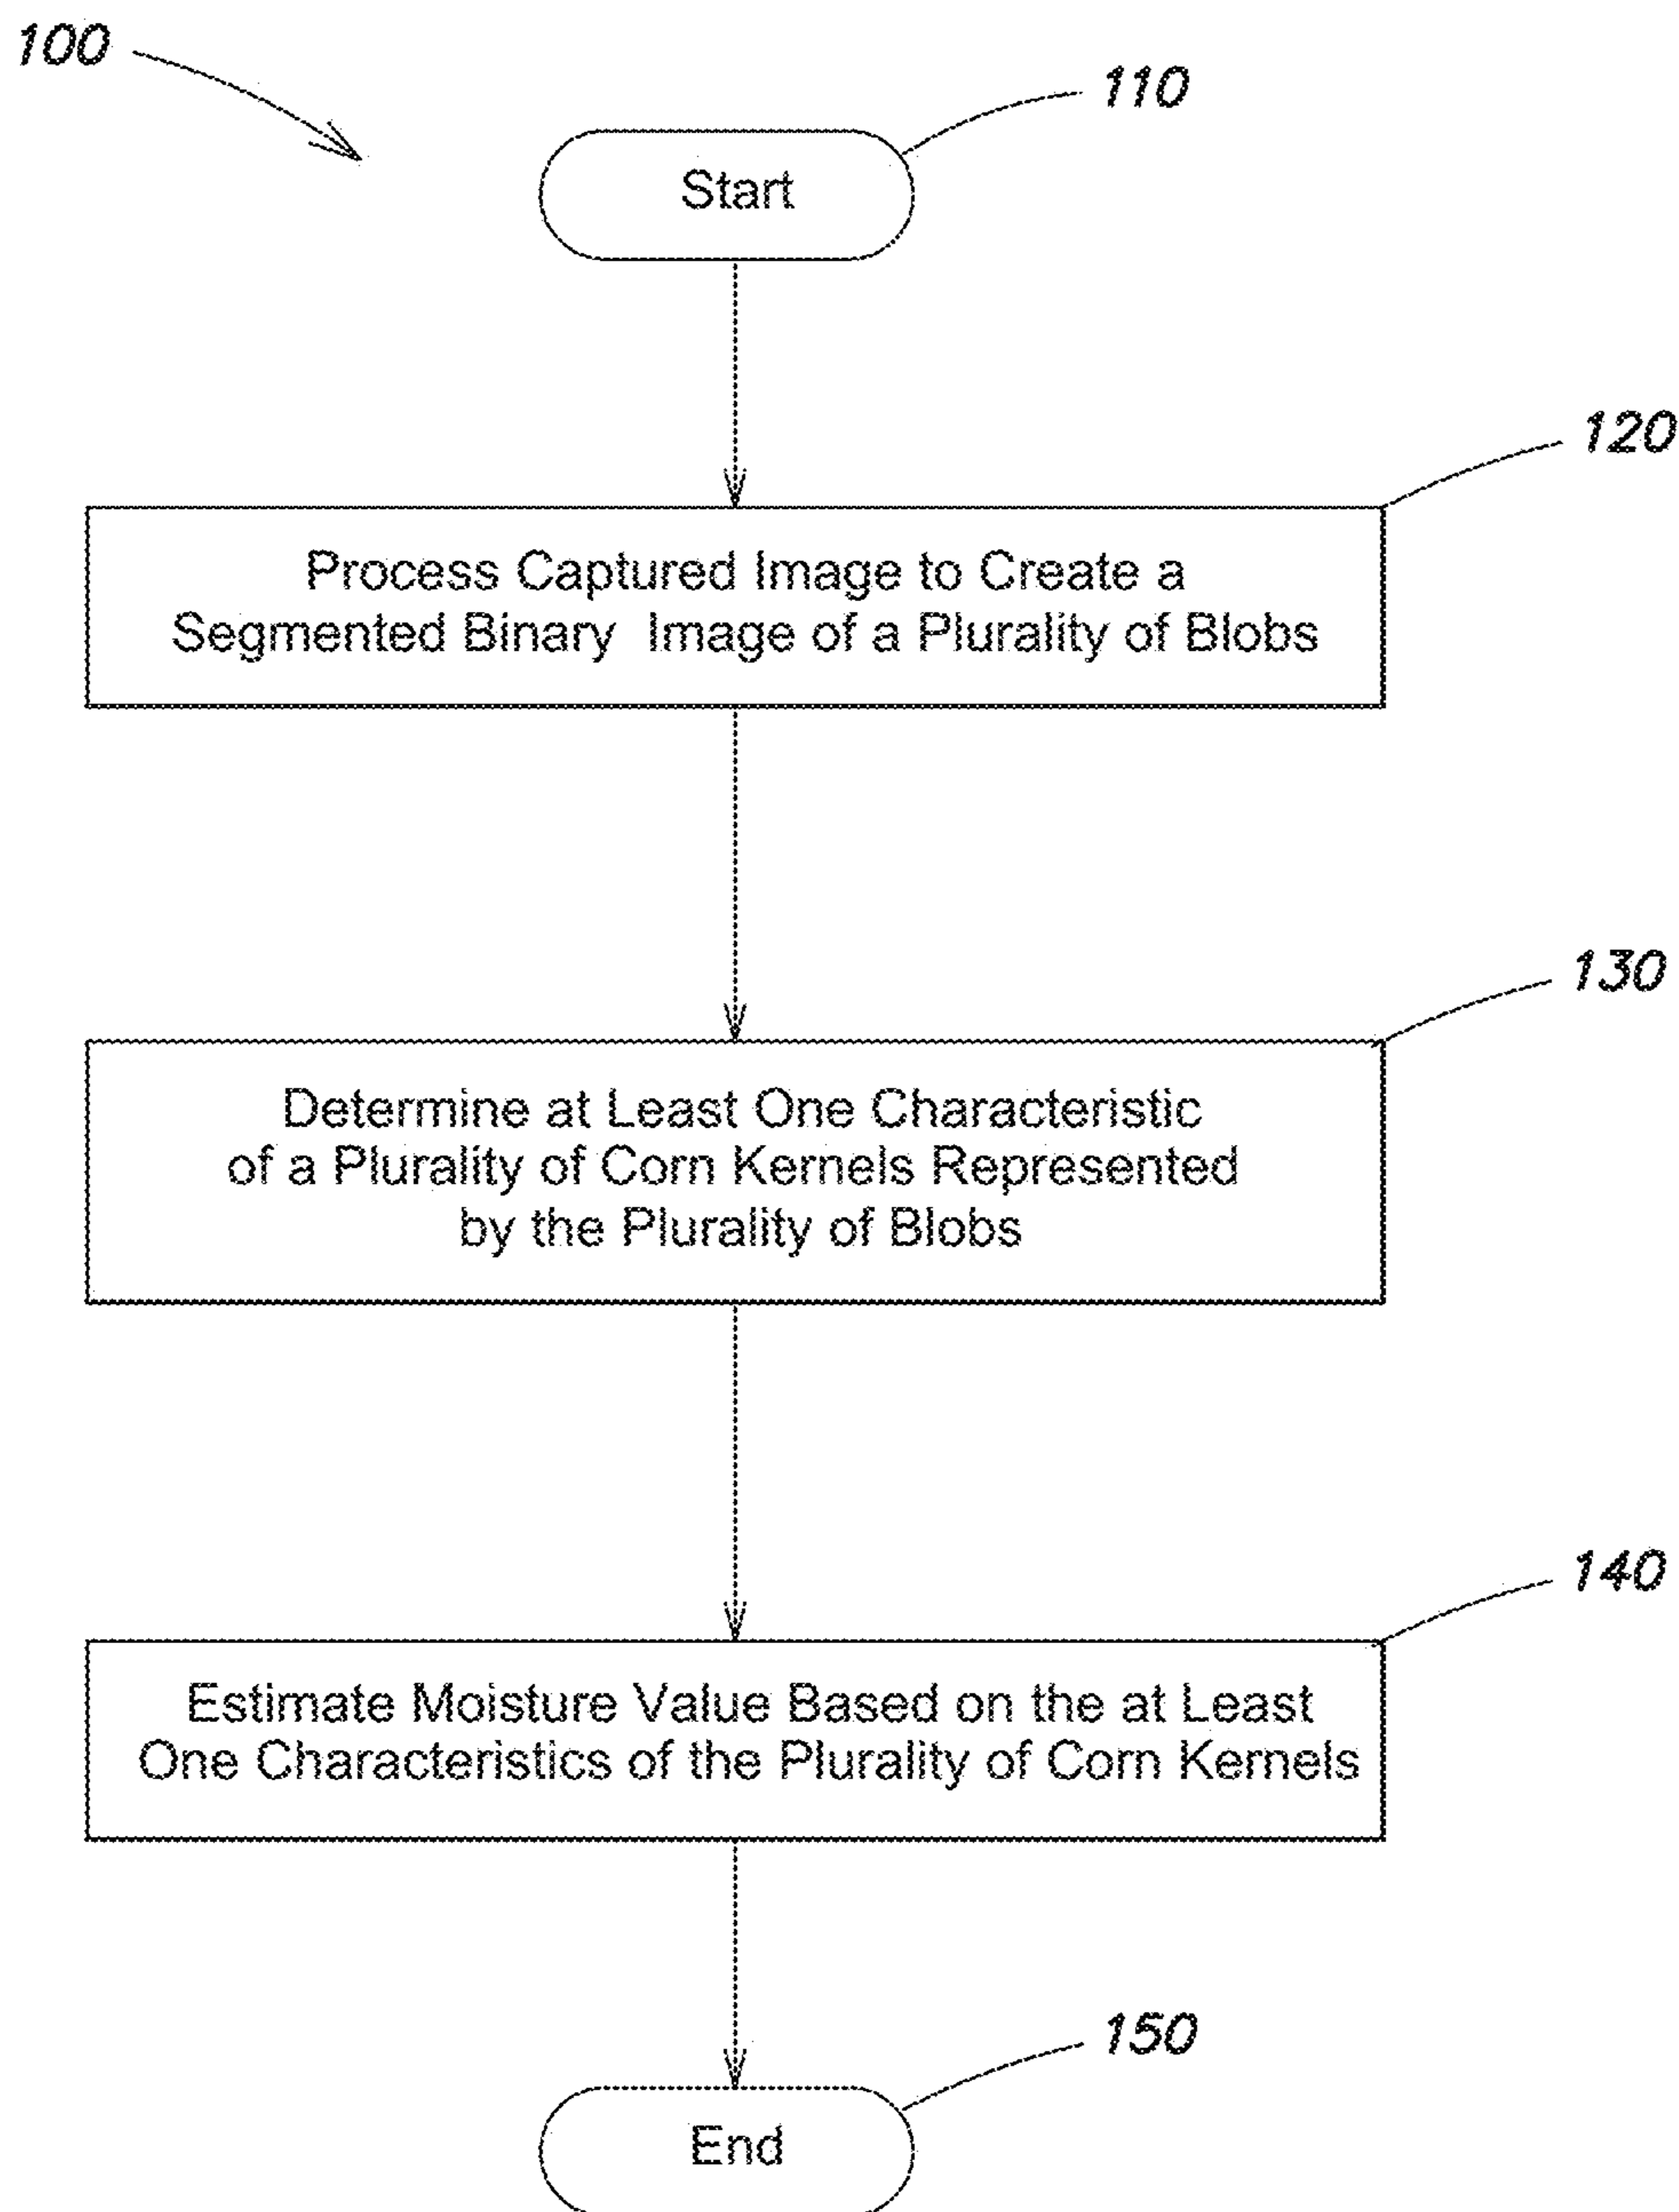 100
110
Start
120
Process Captured Image to Create a
Segmented Binary Image of a Plurality of Blobs
130
Determine at Least One Characteristic
of a Plurality of Corn Kernels Represented
by the Plurality of Blobs
140
Estimate Moisture Value Based on the at Least
One Characteristics of the Plurality of Corn Kernels
150
End